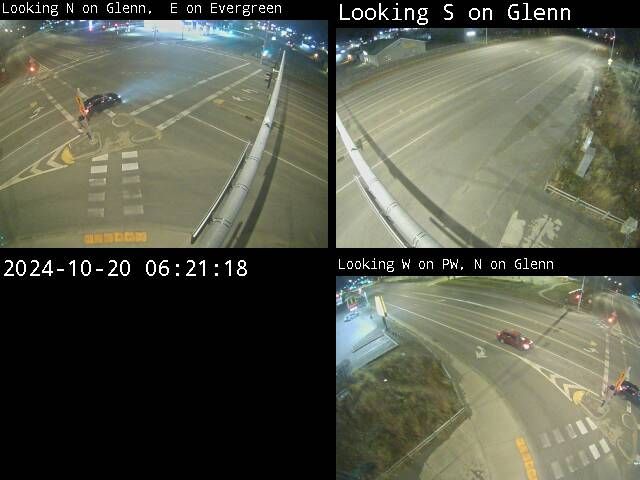 Looking N on Glenn, E on Evergreen
Looking S on Glenn
2024-10-20 06:21:18
Looking W on PW, N on Glenn